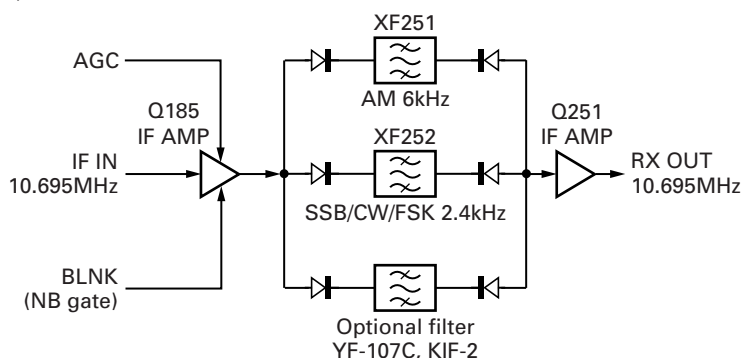 XF251
AGC
AM 6kHz
Q185
IF AMP
XF252
Q251
IF AMP
IF IN
10.695MHz
RX OUT
10.695MHz
SSB/CW/FSK 2.4kHz
BLNK
(NB gate)
Optional filter
YF-107C, KIF-2